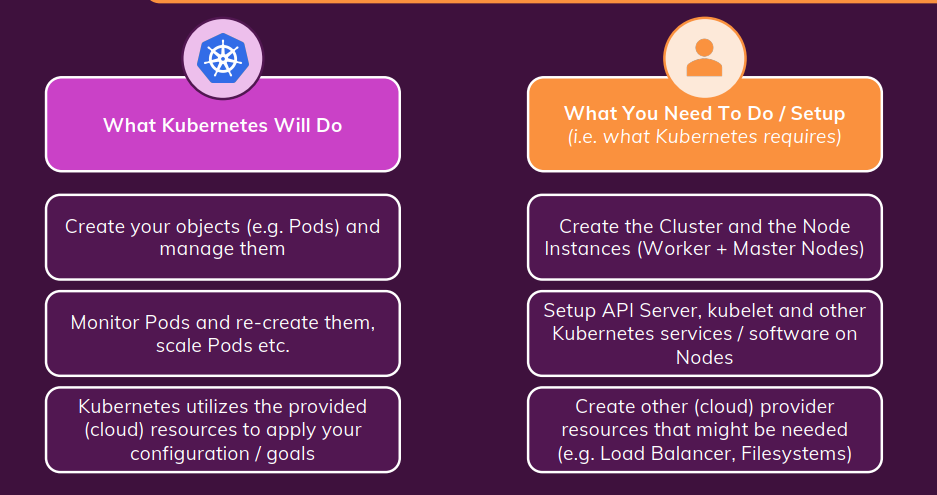 What Kubernetes Will Do
Create your objects (e.g. Pods) and
manage them
Monitor Pods and re-create them,
scale Pods etc.
Kubernetes utilizes the provided
(cloud) resources to apply your
configuration / goals
What You Need To Do / Setup
(i.e. what Kubernetes requires)
Create the Cluster and the Node
Instances (Worker + Master Nodes)
Setup API Server, kubelet and other
Kubernetes services / software on
Nodes
Create other (cloud) provider
resources that might be needed
(e.g. Load Balancer, Filesystems)